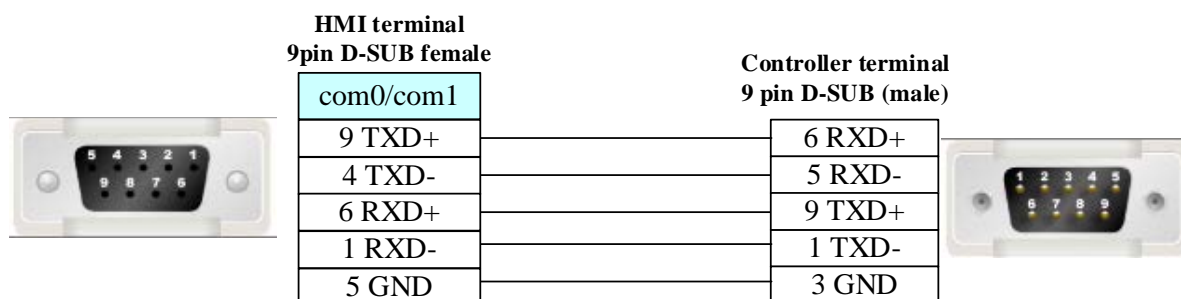 HMI terminal
9pin D-SUB female
com0/com1
9 TXD+
4 TXD-
6 RXD+
1 RXD-
5 GND
Controller terminal
9 pin D-SUB (male)
6 RXD+
5 RXD-
9 TXD+
1 TXD-
3 GND
5 4 3 2 1
9 8 7 6
1 2 3 4 5
6 7 8 9